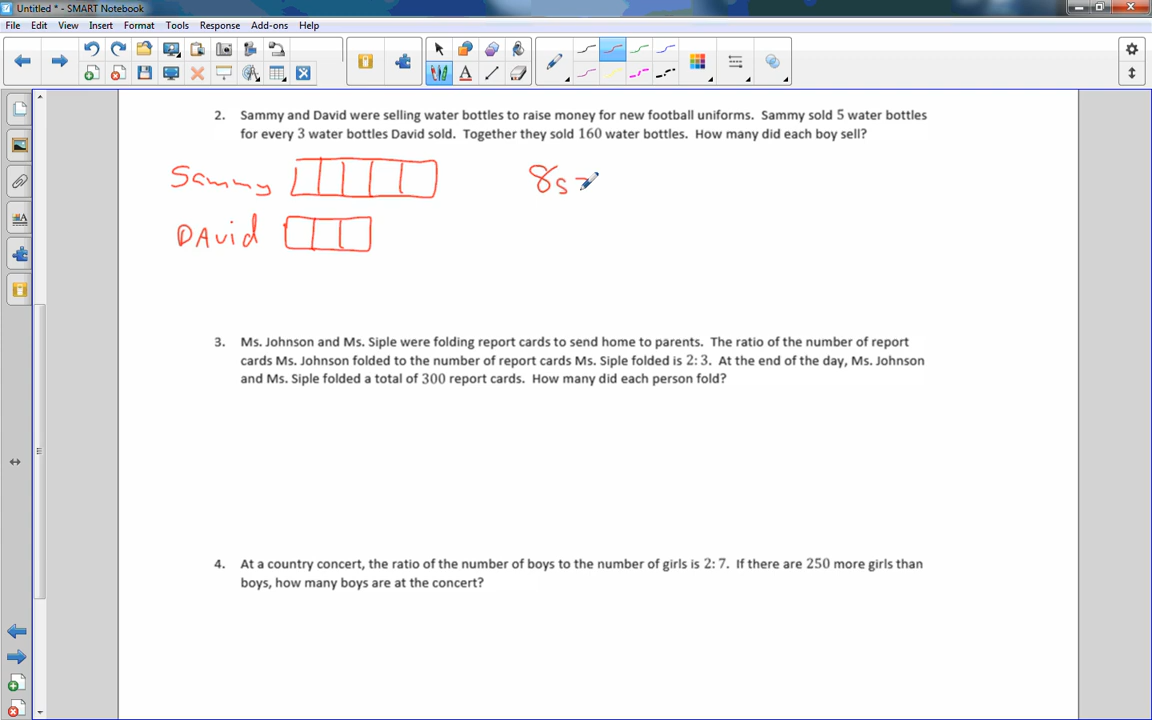 Untitled * - SMART Notebook
File Edit View Insert Format Tools Response Add-ons Help
2. Sammy and David were selling water bottles to raise money for new football uniforms. Sammy sold 5 water bottles
for every 3 water bottles David sold. Together they sold 160 water bottles. How many did each boy sell?
Sammy
8s =
DAvid
3. Ms. Johnson and Ms. Siple were folding report cards to send home to parents. The ratio of the number of report
cards Ms. Johnson folded to the number of report cards Ms. Siple folded is 2: 3. At the end of the day, Ms. Johnson
and Ms. Siple folded a total of 300 report cards. How many did each person fold?
4. At a country concert, the ratio of the number of boys to the number of girls is 2: 7. If there are 250 more girls than
boys, how many boys are at the concert?